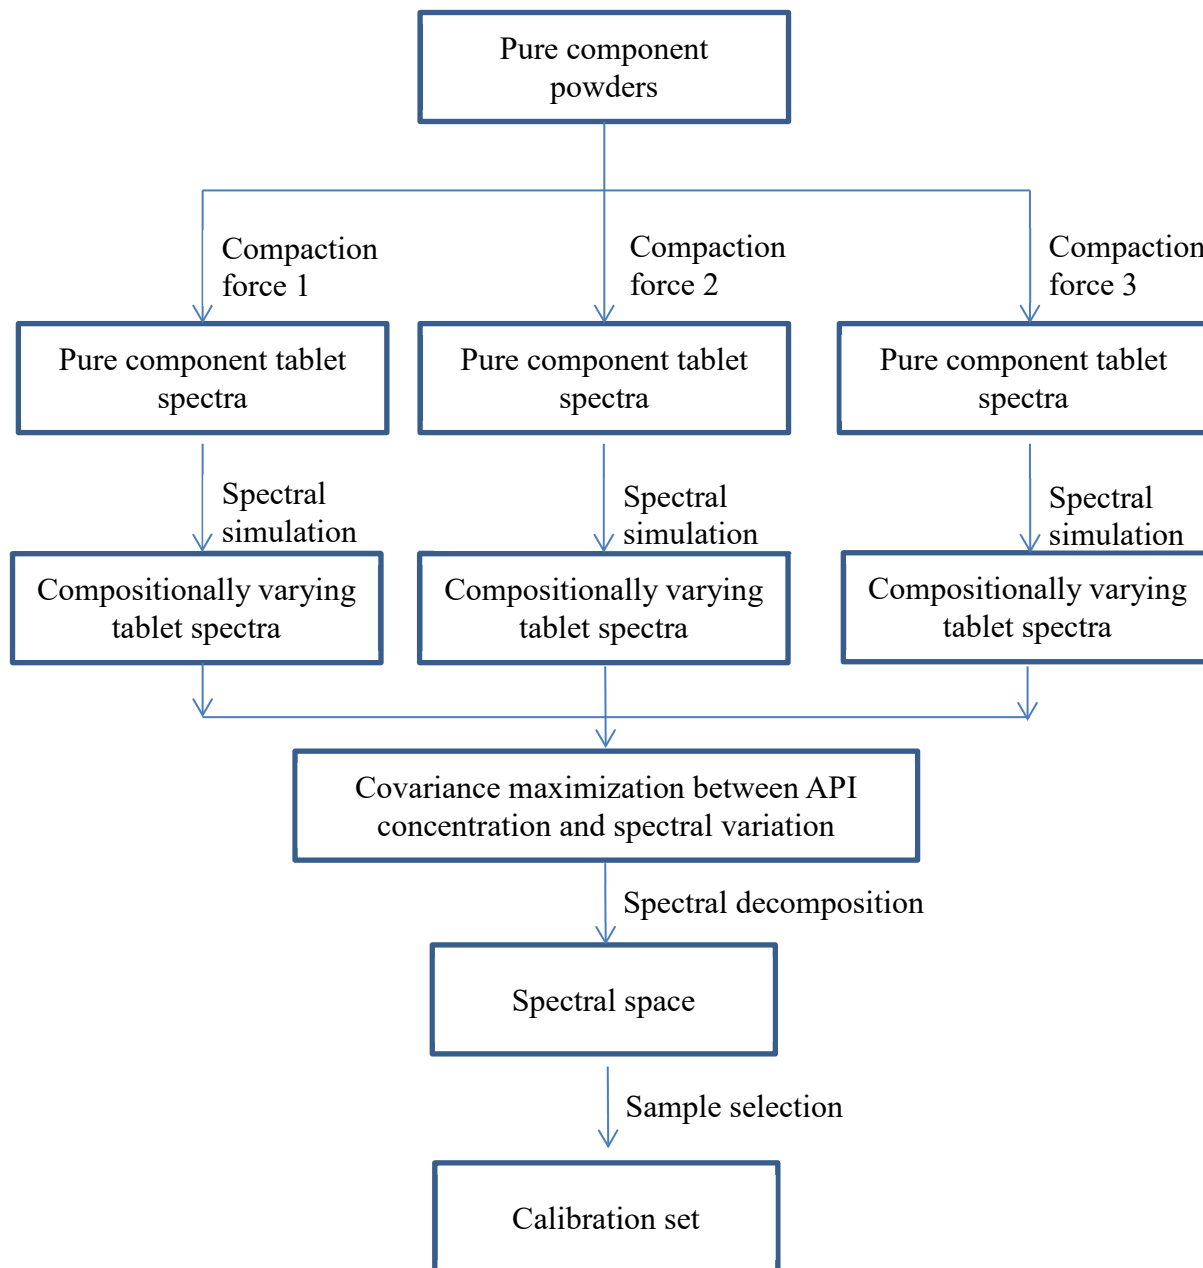 Pure component
powders
Compaction
force 1
Compaction
force 2
Compaction
force 3
Pure component tablet
spectra
Pure component tablet
spectra
Pure component tablet
spectra
Spectral
simulation
Spectral
simulation
Spectral
simulation
Compositionally varying
tablet spectra
Compositionally varying
tablet spectra
Compositionally varying
tablet spectra
Covariance maximization between API
concentration and spectral variation
Spectral decomposition
Spectral space
Sample selection
Calibration set